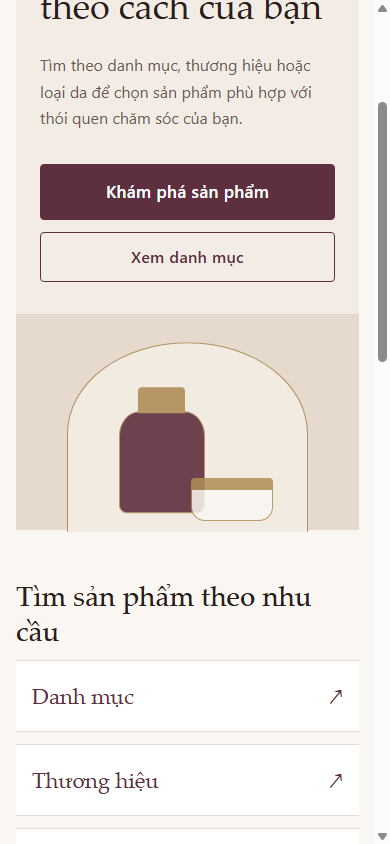 theo cách của bạn
Tìm theo danh mục, thương hiệu hoặc
loại da để chọn sản phẩm phù hợp với
thói quen chăm sóc của bạn.
Khám phá sản phẩm
Xem danh mục
Tìm sản phẩm theo nhu
cầu
Danh mục
Thương hiệu